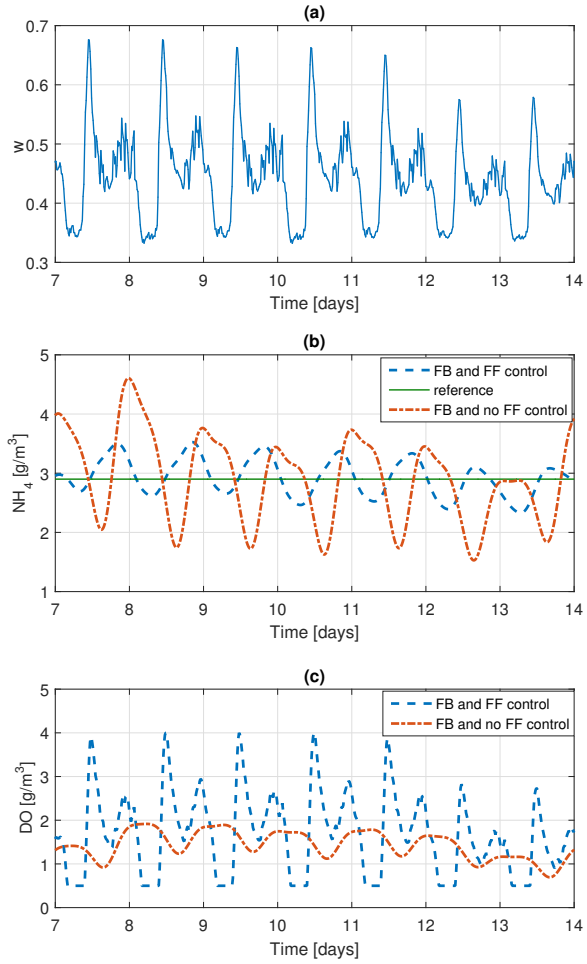 (a)
0.7
0.6
0.5
0.4
0.3
w
7 8 9 10 11 12 13 14
Time [days]
(b)
5
4
3
2
1
NH4 [g/m³]
FB and FF control
reference
FB and no FF control
7 8 9 10 11 12 13 14
Time [days]
(c)
5
4
3
2
1
0
DO [g/m³]
FB and FF control
FB and no FF control
7 8 9 10 11 12 13 14
Time [days]